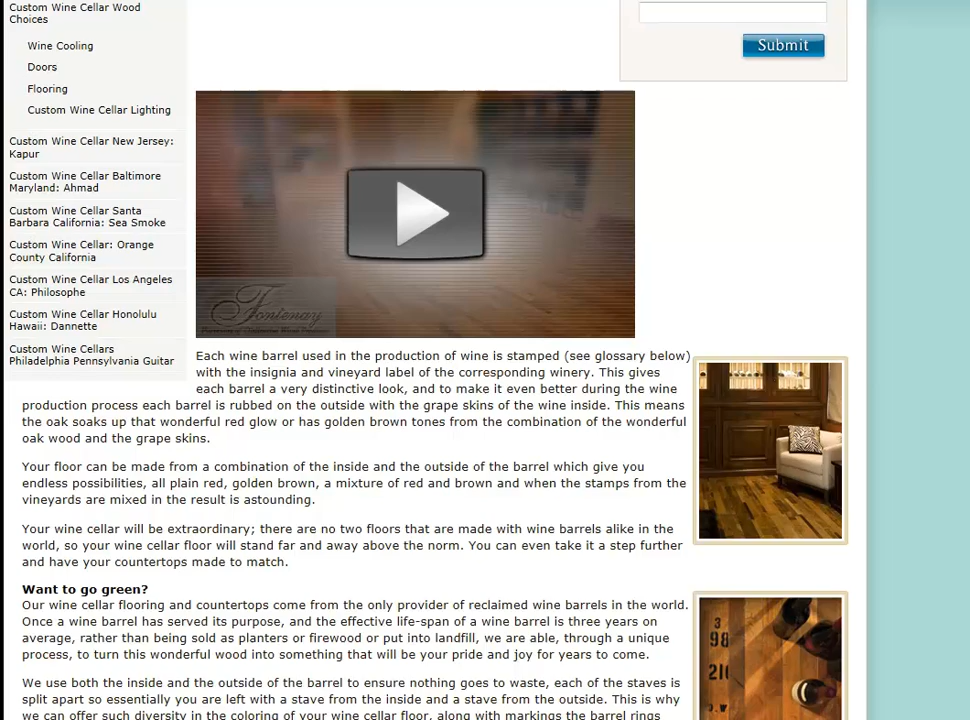 Custom Wine Cellar Wood
Choices
Wine Cooling
Doors
Flooring
Custom Wine Cellar Lighting
Custom Wine Cellar New Jersey:
Kapur
Custom Wine Cellar Baltimore
Maryland: Ahmad
Custom Wine Cellar Santa
Barbara California: Sea Smoke
Custom Wine Cellar: Orange
County California
Custom Wine Cellar Los Angeles
CA: Philosophe
Custom Wine Cellar Honolulu
Hawaii: Dannette
Custom Wine Cellars
Philadelphia Pennsylvania Guitar
Submit
Fontenay
Each wine barrel used in the production of wine is stamped (see glossary below)
with the insignia and vineyard label of the corresponding winery. This gives
each barrel a very distinctive look, and to make it even better during the wine
production process each barrel is rubbed on the outside with the grape skins of the wine inside. This means
the oak soaks up that wonderful red glow or has golden brown tones from the combination of the wonderful
oak wood and the grape skins.
Your floor can be made from a combination of the inside and the outside of the barrel which give you
endless possibilities, all plain red, golden brown, a mixture of red and brown and when the stamps from the
vineyards are mixed in the result is astounding.
Your wine cellar will be extraordinary; there are no two floors that are made with wine barrels alike in the
world, so your wine cellar floor will stand far and away above the norm. You can even take it a step further
and have your countertops made to match.
Want to go green?
Our wine cellar flooring and countertops come from the only provider of reclaimed wine barrels in the world.
Once a wine barrel has served its purpose, and the effective life-span of a wine barrel is three years on
average, rather than being sold as planters or firewood or put into landfill, we are able, through a unique
process, to turn this wonderful wood into something that will be your pride and joy for years to come.
We use both the inside and the outside of the barrel to ensure nothing goes to waste, each of the staves is
split apart so essentially you are left with a stave from the inside and a stave from the outside. This is why
we can offer such diversity in the coloring of your wine cellar floor, along with markings the barrel rings
3
98